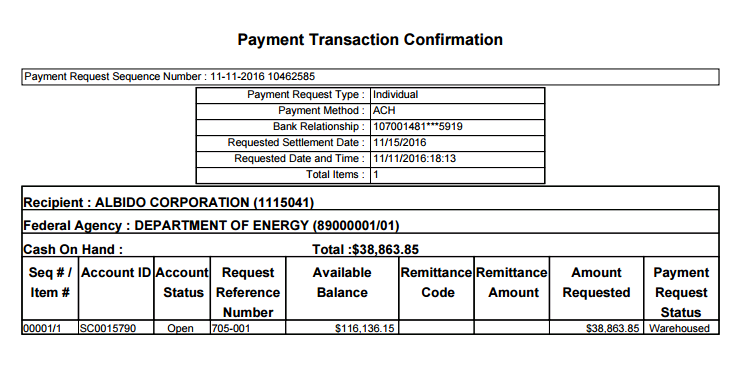 Payment Transaction Confirmation
Payment Request Sequence Number : 11-11-2016 10462585
Payment Request Type : Individual
Payment Method : ACH
Bank Relationship : 107001481***5919
Requested Settlement Date : 11/15/2016
Requested Date and Time : 11/11/2016:18:13
Total Items : 1
Recipient : ALBIDO CORPORATION (1115041)
Federal Agency : DEPARTMENT OF ENERGY (89000001/01)
Cash On Hand : Total :$38,863.85
Seq # / Account ID Account Request Available Remittance Remittance Amount Payment
Item # Status Reference Balance Code Amount Requested Request
Number Status
00001/1 SC0015790 Open 705-001 $116,136.15 $38,863.85 Warehoused